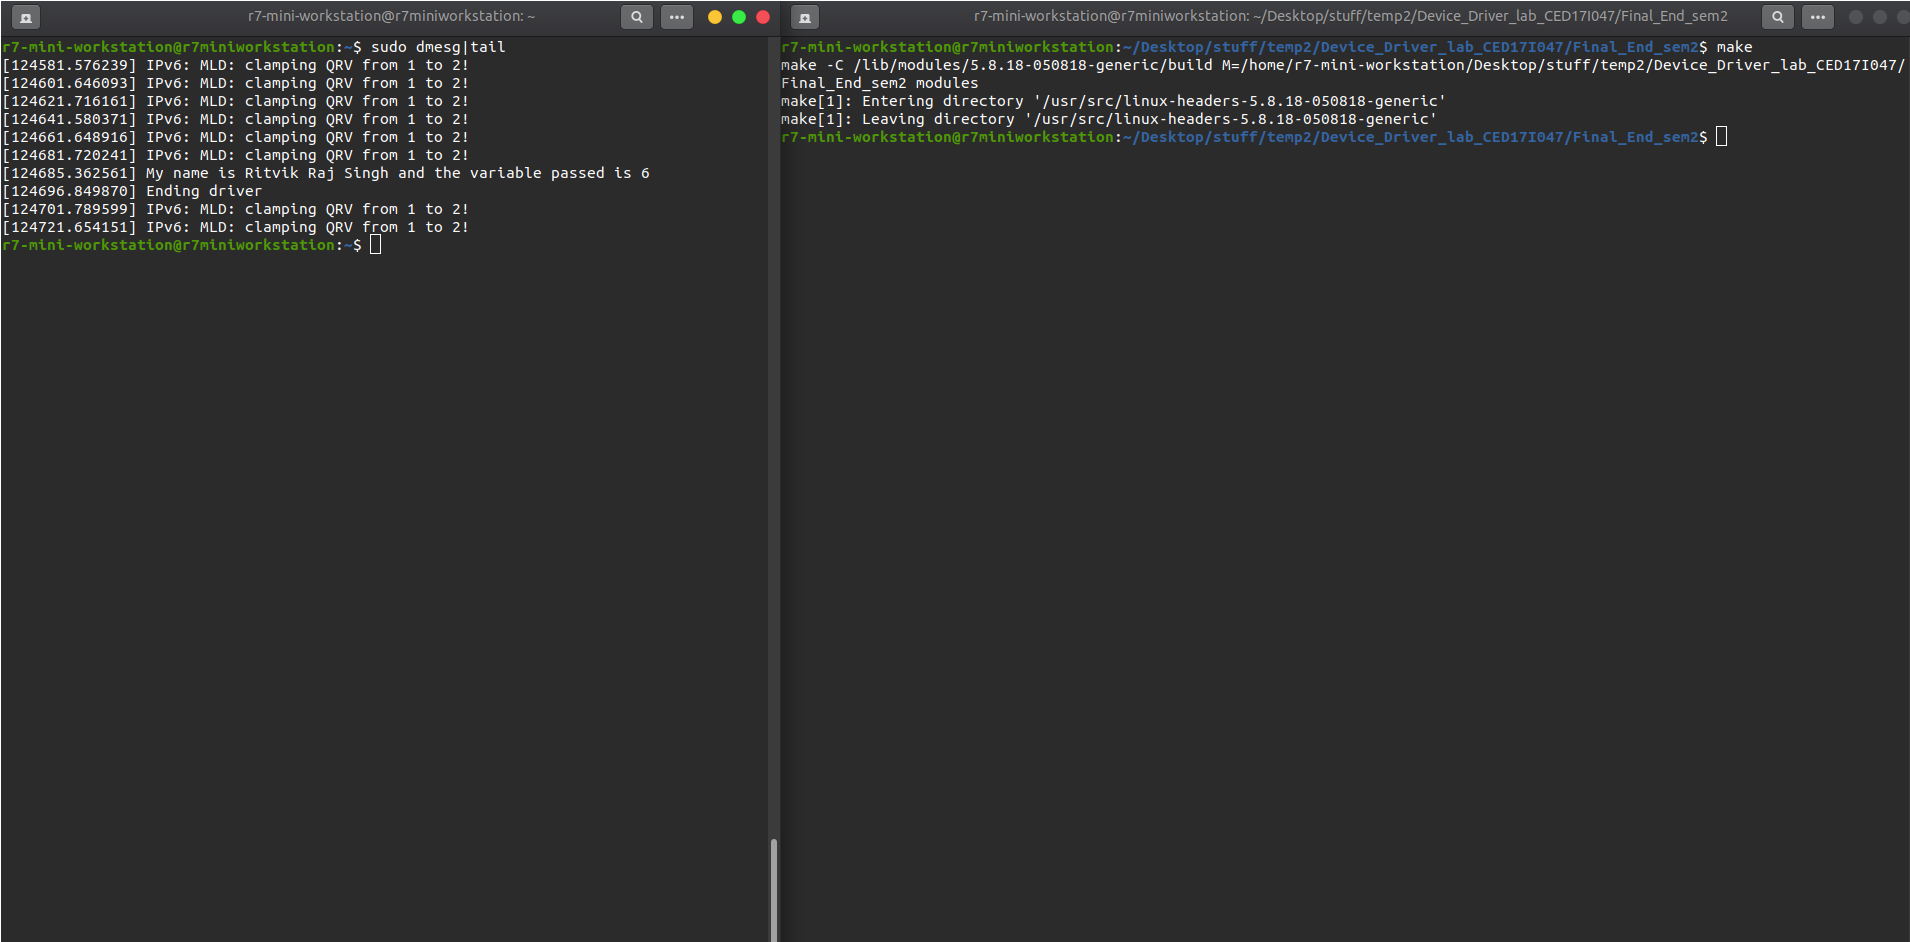 r7-mini-workstation@r7miniworkstation: ~
r7-mini-workstation@r7miniworkstation:~$ sudo dmesg|tail
[124581.576239] IPv6: MLD: clamping QRV from 1 to 2!
[124601.646093] IPv6: MLD: clamping QRV from 1 to 2!
[124621.716161] IPv6: MLD: clamping QRV from 1 to 2!
[124641.580371] IPv6: MLD: clamping QRV from 1 to 2!
[124661.648916] IPv6: MLD: clamping QRV from 1 to 2!
[124681.720241] IPv6: MLD: clamping QRV from 1 to 2!
[124685.362561] My name is Ritvik Raj Singh and the variable passed is 6
[124696.849870] Ending driver
[124701.789599] IPv6: MLD: clamping QRV from 1 to 2!
[124721.654151] IPv6: MLD: clamping QRV from 1 to 2!
r7-mini-workstation@r7miniworkstation:~$
r7-mini-workstation@r7miniworkstation: ~/Desktop/stuff/temp2/Device_Driver_lab_CED17I047/Final_End_sem2
r7-mini-workstation@r7miniworkstation:~/Desktop/stuff/temp2/Device_Driver_lab_CED17I047/Final_End_sem2$ make
make -C /lib/modules/5.8.18-050818-generic/build M=/home/r7-mini-workstation/Desktop/stuff/temp2/Device_Driver_lab_CED17I047/
Final_End_sem2 modules
make[1]: Entering directory '/usr/src/linux-headers-5.8.18-050818-generic'
make[1]: Leaving directory '/usr/src/linux-headers-5.8.18-050818-generic'
r7-mini-workstation@r7miniworkstation:~/Desktop/stuff/temp2/Device_Driver_lab_CED17I047/Final_End_sem2$